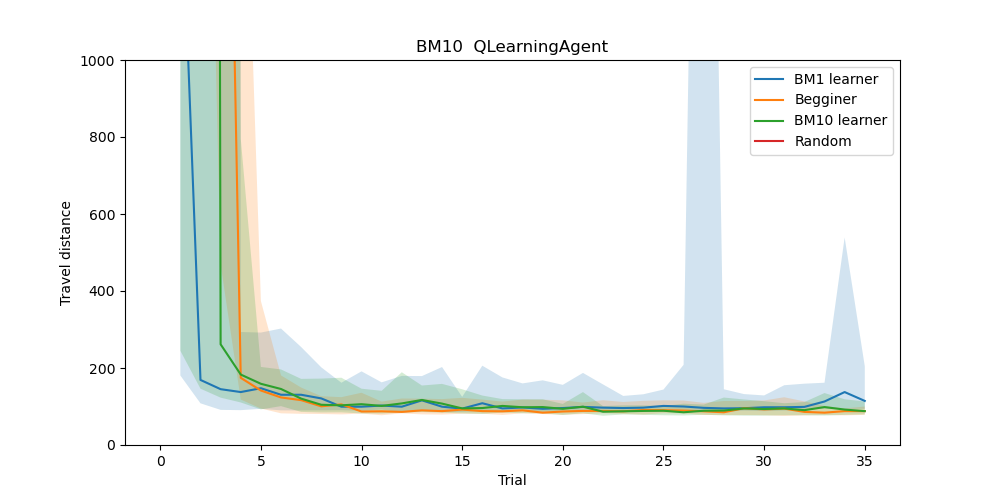 BM10 QLearningAgent
1000
800
600
400
200
0
Travel distance
BM1 learner
Begginer
BM10 learner
Random
0 5 10 15 20 25 30 35
Trial